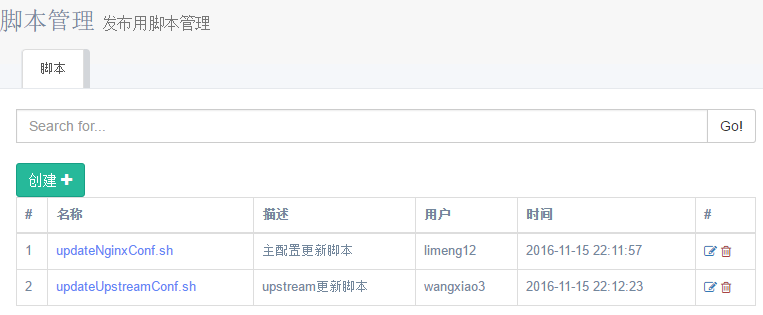 脚本管理 发布用脚本管理
脚本
Search for... Go!
创建
# 名称 描述 用户 时间 #
1 updateNginxConf.sh 主配置更新脚本 limeng12 2016-11-15 22:11:57
2 updateUpstreamConf.sh upstream更新脚本 wangxiao3 2016-11-15 22:12:23